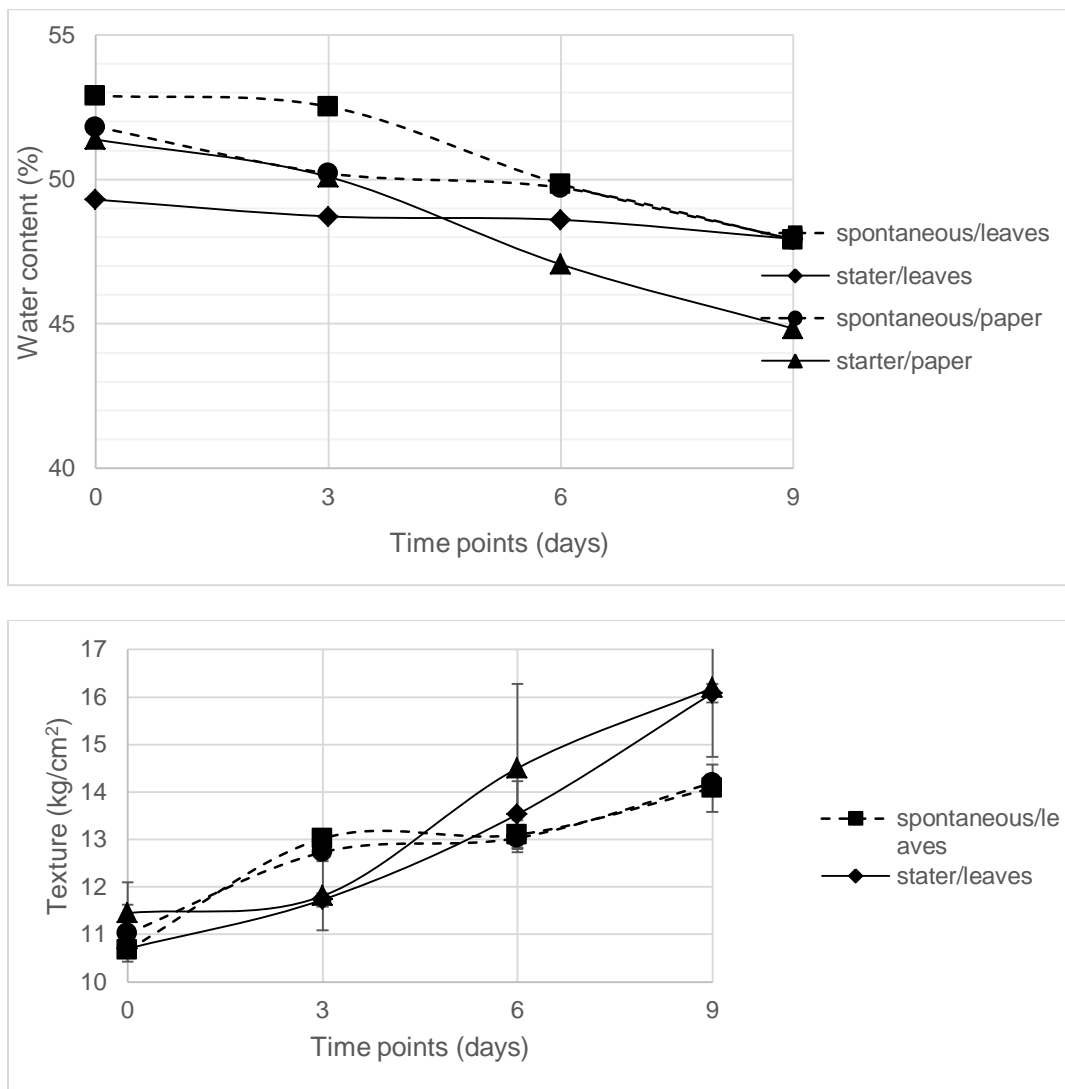 55
50
45
40
Water content (%)
0 3 6 9
Time points (days)
spontaneous/leaves
stater/leaves
spontaneous/paper
starter/paper
17
16
15
14
13
12
11
10
Texture (kg/cm²)
0 3 6 9
Time points (days)
spontaneous/le
aves
stater/leaves